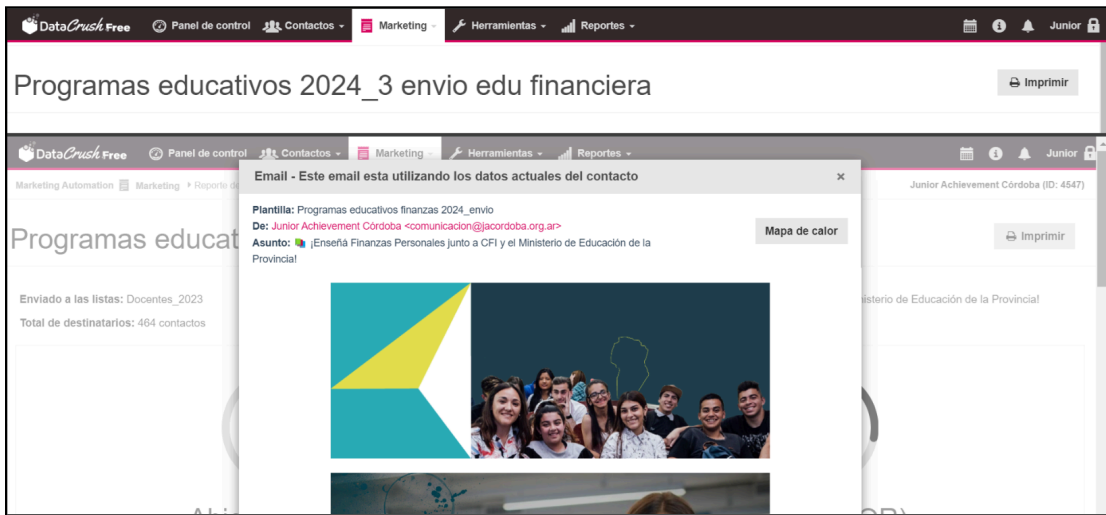 DataCrush Free Panel de control Contactos Marketing Herramientas Reportes Junior
Programas educativos 2024_3 envio edu financiera
Imprimir
DataCrush Free Panel de control Contactos Marketing Herramientas Reportes Junior
Email - Este email esta utilizando los datos actuales del contacto ×
Marketing Automation Marketing Reporte de
Junior Achievement Córdoba (ID: 4547)
Plantilla: Programas educativos finanzas 2024_envio
De: Junior Achievement Córdoba <comunicacion@jacordoba.org.ar>
Asunto: ¡Enseñá Finanzas Personales junto a CFI y el Ministerio de Educación de la
Provincia!
Mapa de calor
Programas educat
Imprimir
Enviado a las listas: Docentes_2023
isterio de Educación de la Provincia!
Total de destinatarios: 464 contactos